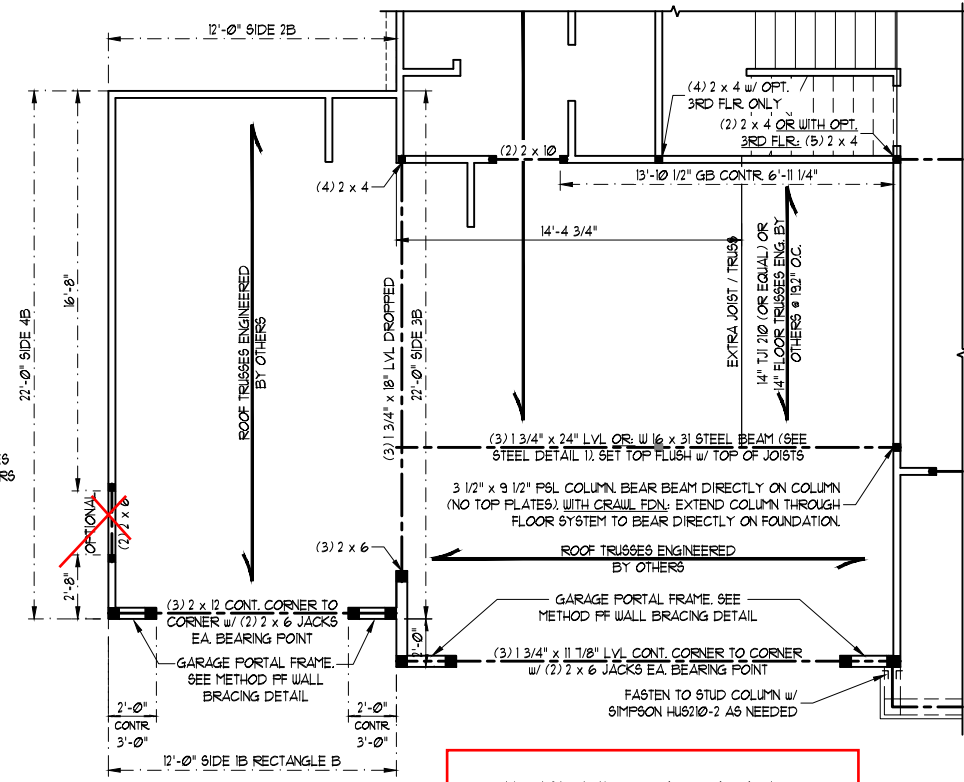 12'-0" SIDE 2B
(4) 2 x 4 w/ OPT.
3RD FLR. ONLY
(2) 2 x 4 OR WITH OPT.
3RD FLR: (5) 2 x 4
(2) 2 x 10
(4) 2 x 4
13'-10 1/2" GB CONTR. 6'-11 1/4"
14'-4 3/4"
22'-0" SIDE 4B
16'-8"
ROOF TRUSSES ENGINEERED
BY OTHERS
(3) 1 3/4" x 18" LVL DROPPED
22'-0" SIDE 3B
EXTRA JOIST / TRUSS
14" TJI 210 (OR EQUAL) OR
14" FLOOR TRUSSES ENG. BY
OTHERS @ 19.2" O.C.
(3) 1 3/4" x 24" LVL OR: W 16 x 31 STEEL BEAM (SEE
STEEL DETAIL 1), SET TOP FLUSH w/ TOP OF JOISTS
3 1/2" x 9 1/2" PSL COLUMN. BEAR BEAM DIRECTLY ON COLUMN
(NO TOP PLATES). WITH CRAWL FDN.: EXTEND COLUMN THROUGH
FLOOR SYSTEM TO BEAR DIRECTLY ON FOUNDATION.
OPTIONAL
(2) 2 x 6
(3) 2 x 6
2'-8"
ROOF TRUSSES ENGINEERED
BY OTHERS
(3) 2 x 12 CONT. CORNER TO
CORNER w/ (2) 2 x 6 JACKS
EA. BEARING POINT
GARAGE PORTAL FRAME. SEE
METHOD PF WALL BRACING DETAIL
2'-0"
(3) 1 3/4" x 11 7/8" LVL CONT. CORNER TO CORNER
w/ (2) 2 x 6 JACKS EA. BEARING POINT
GARAGE PORTAL FRAME.
SEE METHOD PF WALL
BRACING DETAIL
FASTEN TO STUD COLUMN w/
SIMPSON HUS210-2 AS NEEDED
2'-0"
CONTR.
3'-0"
2'-0"
CONTR.
3'-0"
12'-0" SIDE 1B RECTANGLE B